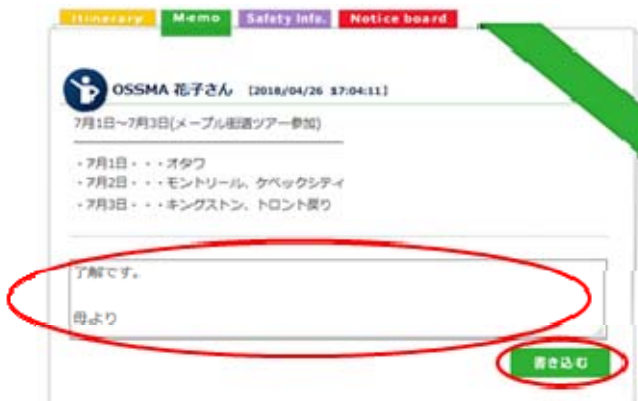 Itinerary Memo Safety Info. Notice board
OSSMA 花子さん [2018/04/26 17:04:11]
7月1日～7月3日(メープル街道ツアー参加)
・7月1日・・・オタワ
・7月2日・・・モントリール、ケベックシティ
・7月3日・・・キングストン、トロント戻り
了解です。
母より
書き込む